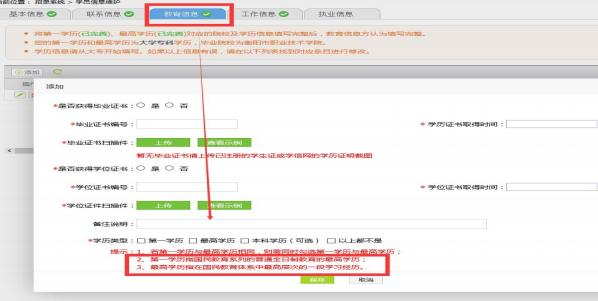 前位置：招感系统 > 学员信息维护
基本信息 联系信息 教育信息 工作信息 执业信息
将第一学历(已完善)、最高学历(已完善)对应的院校及学历信息填写完整后，教育信息方认为填写完整。
您的第一学历和最高学历为大学专科学历，毕业院校为衡阳市职业技术学院。
学历信息请从大专开始填写。如果以上信息有误，请在以下列表找到对应条目进行修改。
添加
添加
*是否获得毕业证书： 是 否
*毕业证书编号： *学历证书取得时间：
*毕业证书扫描件： 上传 查看示例
暂无毕业证书请上传已注册的学生证或学信网的学历证明截图
*是否获得学位证书： 是 否
*学位证书编号： *学位证书取得时间：
*学位证件扫描件： 上传 查看示例
备注说明：
*学历类型： 第一学历 最高学历 本科学历（可选） 以上都不是
提示：1、若第一学历与最高学历相同，则需同时勾选第一学历与最高学历；
2、第一学历指国民教育系列的普通全日制教育的最高学历；
3、最高学历指在国民教育体系中最高层次的一段学习经历。
保存 取消